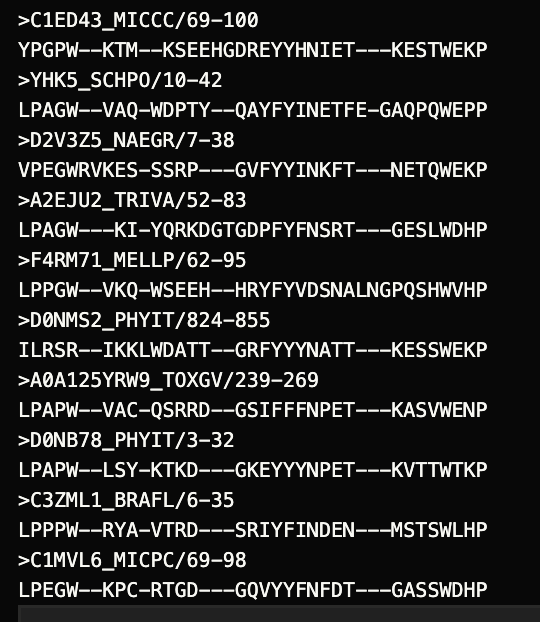 >C1ED43_MICCC/69-100
YPGPW--KTM--KSEEHGDREYYHNIET---KESTWEKP
>YHK5_SCHPO/10-42
LPAGW--VAQ-WDPTY--QAYFYINETFE-GAQPQWEPP
>D2V3Z5_NAEGR/7-38
VPEGWRVKES-SSRP---GVFYYINKFT---NETQWEKP
>A2EJU2_TRIVA/52-83
LPAGW---KI-YQRKDGTGDPFYFNSRT---GESLWDHP
>F4RM71_MELLP/62-95
LPPGW--VKQ-WSEEH--HRYFYVDSNALNGPQSHWVHP
>D0NMS2_PHYIT/824-855
ILRSR--IKKLWDATT--GRFYYYNATT---KESSWEKP
>A0A125YRW9_TOXGV/239-269
LPAPW--VAC-QSRRD--GSIFFFNPET---KASVWENP
>D0NB78_PHYIT/3-32
LPAPW--LSY-KTKD---GKEYYYNPET---KVTTWTKP
>C3ZML1_BRAFL/6-35
LPPPW--RYA-VTRD---SRIYFINDEN---MSTSWLHP
>C1MVL6_MICPC/69-98
LPEGW--KPC-RTGD---GQVYYFNFDT---GASSWDHP